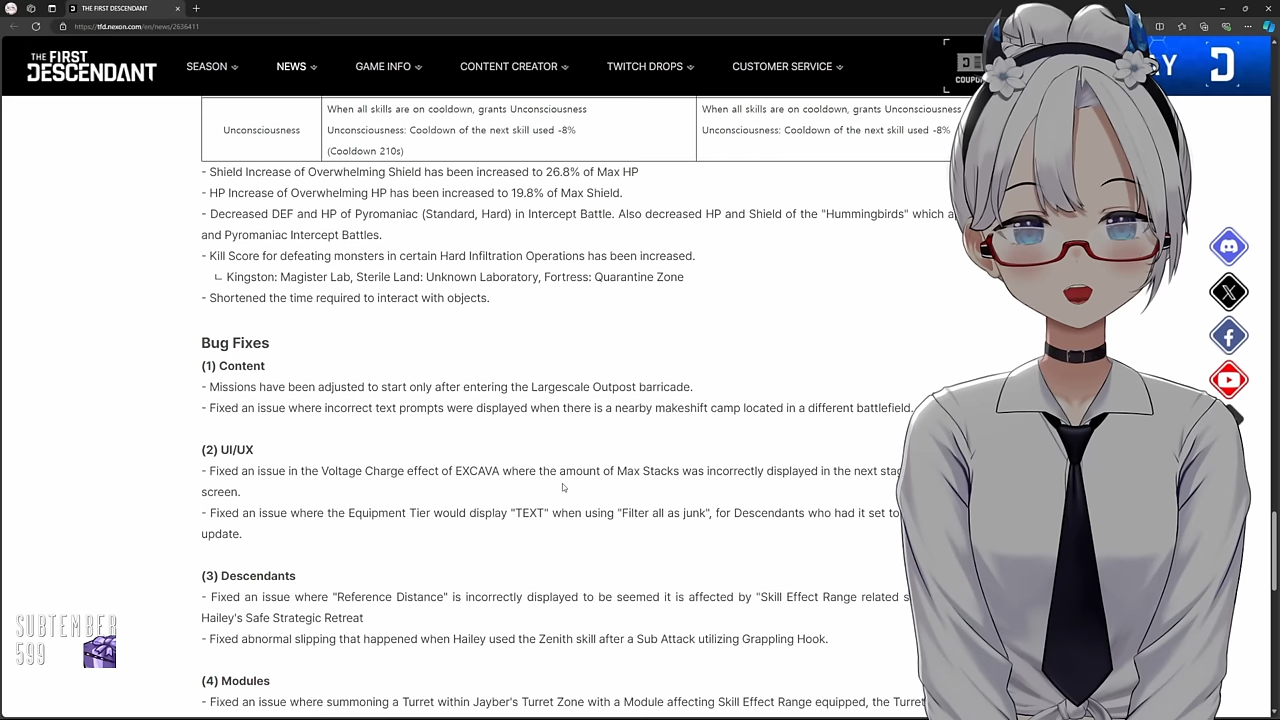 THE FIRST DESCENDANT
https://tfd.nexon.com/en/news/2636411
THE FIRST
DESCENDANT
SEASON
NEWS
GAME INFO
CONTENT CREATOR
TWITCH DROPS
CUSTOMER SERVICE
COUPON
Y
Unconsciousness
When all skills are on cooldown, grants Unconsciousness
Unconsciousness: Cooldown of the next skill used -8%
(Cooldown 210s)
When all skills are on cooldown, grants Unconsciousness
Unconsciousness: Cooldown of the next skill used -8%
- Shield Increase of Overwhelming Shield has been increased to 26.8% of Max HP
- HP Increase of Overwhelming HP has been increased to 19.8% of Max Shield.
- Decreased DEF and HP of Pyromaniac (Standard, Hard) in Intercept Battle. Also decreased HP and Shield of the "Hummingbirds" which
and Pyromaniac Intercept Battles.
- Kill Score for defeating monsters in certain Hard Infiltration Operations has been increased.
ㄴ Kingston: Magister Lab, Sterile Land: Unknown Laboratory, Fortress: Quarantine Zone
- Shortened the time required to interact with objects.
Bug Fixes
(1) Content
- Missions have been adjusted to start only after entering the Largescale Outpost barricade.
- Fixed an issue where incorrect text prompts were displayed when there is a nearby makeshift camp located in a different battlefield.
(2) UI/UX
- Fixed an issue in the Voltage Charge effect of EXCAVA where the amount of Max Stacks was incorrectly displayed in the next
screen.
- Fixed an issue where the Equipment Tier would display "TEXT" when using "Filter all as junk", for Descendants who had it set to
update.
(3) Descendants
- Fixed an issue where "Reference Distance" is incorrectly displayed to be seemed it is affected by "Skill Effect Range related
Hailey's Safe Strategic Retreat
- Fixed abnormal slipping that happened when Hailey used the Zenith skill after a Sub Attack utilizing Grappling Hook.
(4) Modules
- Fixed an issue where summoning a Turret within Jayber's Turret Zone with a Module affecting Skill Effect Range equipped, the Turret
SUBTEMBER
599